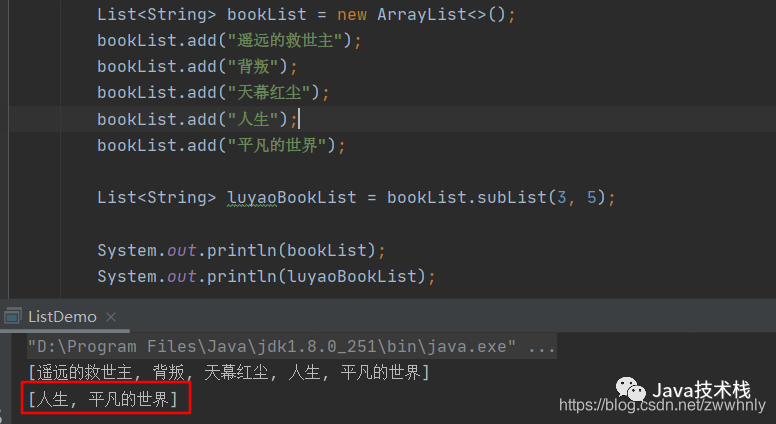 List<String> bookList = new ArrayList<>();
bookList.add("遥远的救世主");
bookList.add("背叛");
bookList.add("天幕红尘");
bookList.add("人生");
bookList.add("平凡的世界");
List<String> luyaoBookList = bookList.subList(3, 5);
System.out.println(bookList);
System.out.println(luyaoBookList);
ListDemo ×
"D:\Program Files\Java\jdk1.8.0_251\bin\java.exe" ...
[遥远的救世主, 背叛, 天幕红尘, 人生, 平凡的世界]
[人生, 平凡的世界]
Java技术栈
https://blog.csdn.net/zwwhnly